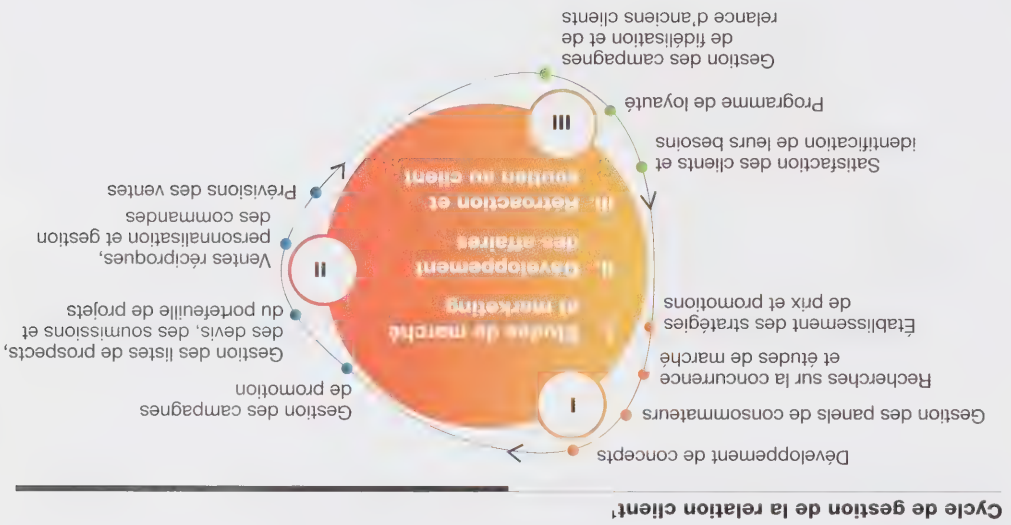 Cycle de gestion de la relation client¹
Développement de concepts
Gestion des panels de consommateurs
Recherches sur la concurrence
et études de marché
Établissement des stratégies
de prix et promotions
I
I. Études de marché
et marketing
II. Développement
des affaires
III. Rétroaction et
soutien au client
Gestion des campagnes
de promotion
Gestion des listes de prospects,
des devis, des soumissions et
du portefeuille de projets
II
Ventes réciproques,
personnalisation et gestion
des commandes
Prévisions des ventes
III
Satisfaction des clients et
identification de leurs besoins
Programme de loyauté
Gestion des campagnes
de fidélisation et de
relance d'anciens clients